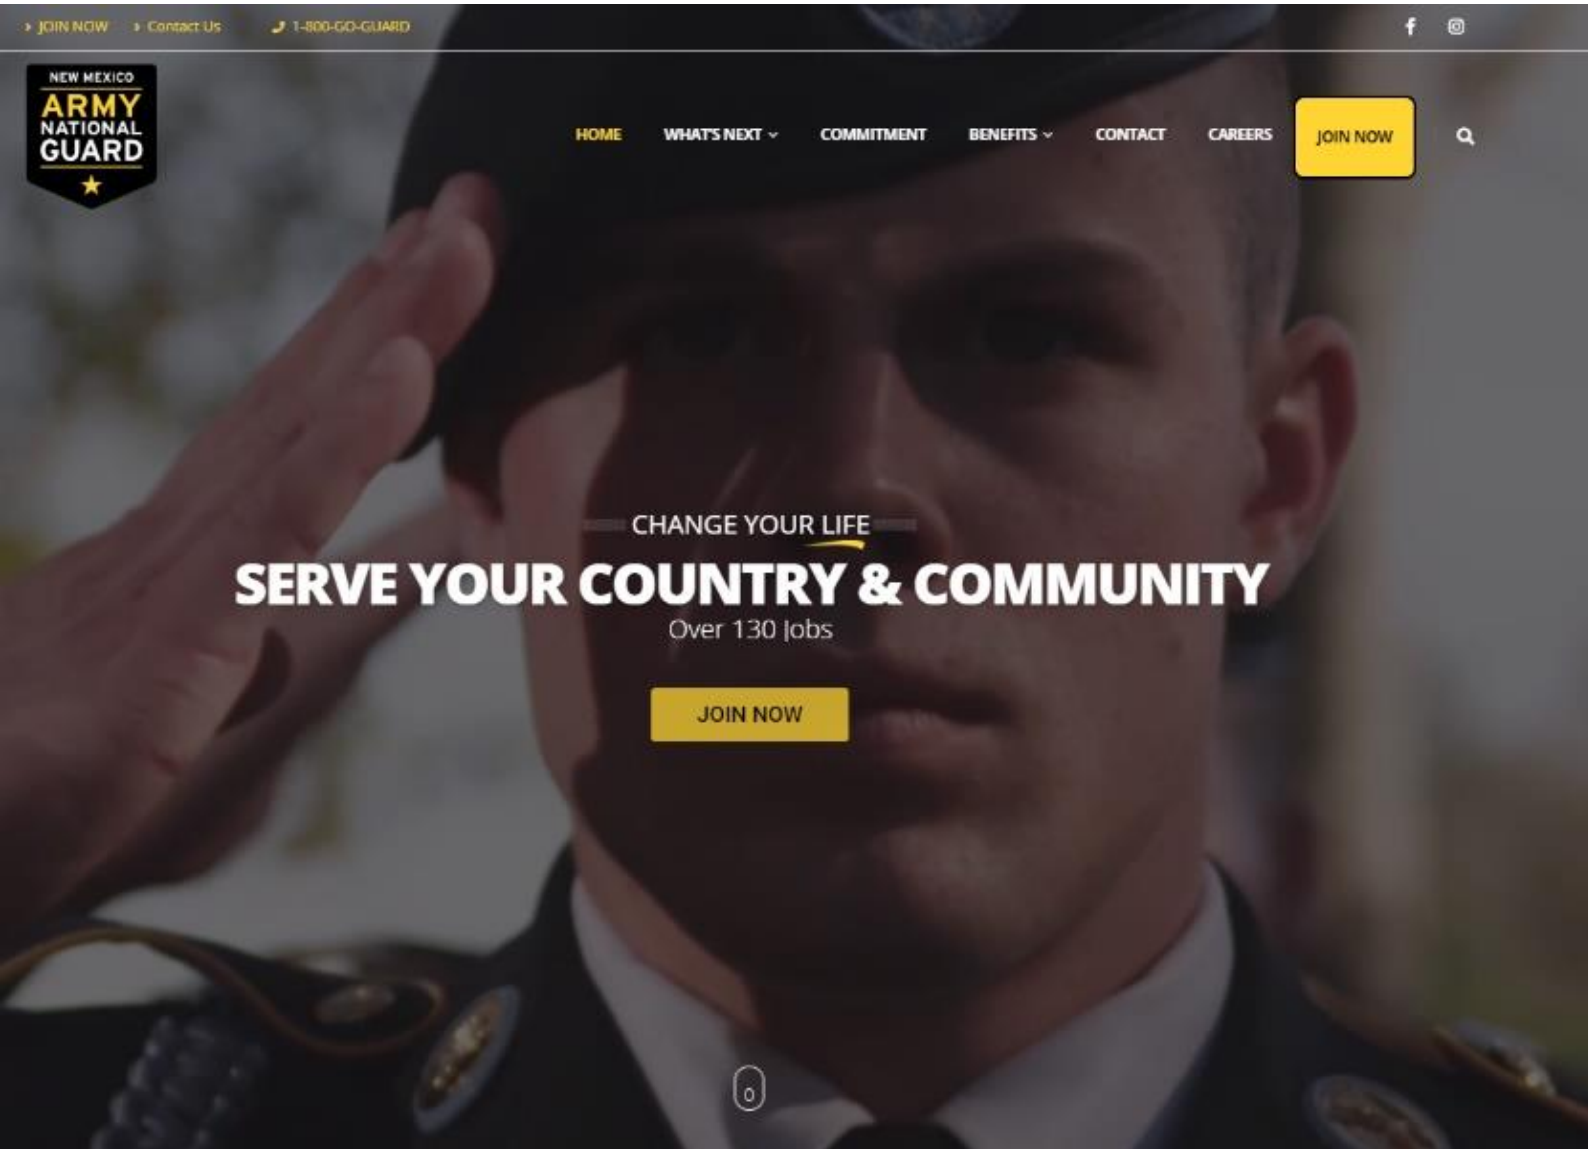 JOIN NOW
Contact Us
1-800-GO-GUARD
NEW MEXICO
ARMY
NATIONAL
GUARD
HOME
WHAT'S NEXT
COMMITMENT
BENEFITS
CONTACT
CAREERS
JOIN NOW
CHANGE YOUR LIFE
SERVE YOUR COUNTRY & COMMUNITY
Over 130 Jobs
JOIN NOW